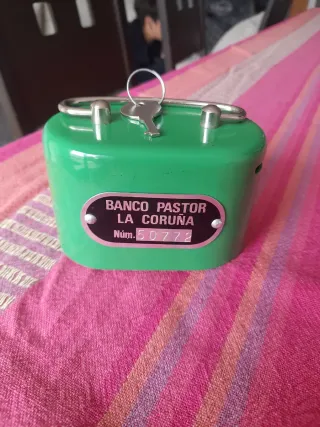 BANCO PASTOR
LA CORUÑA
Núm. 50772